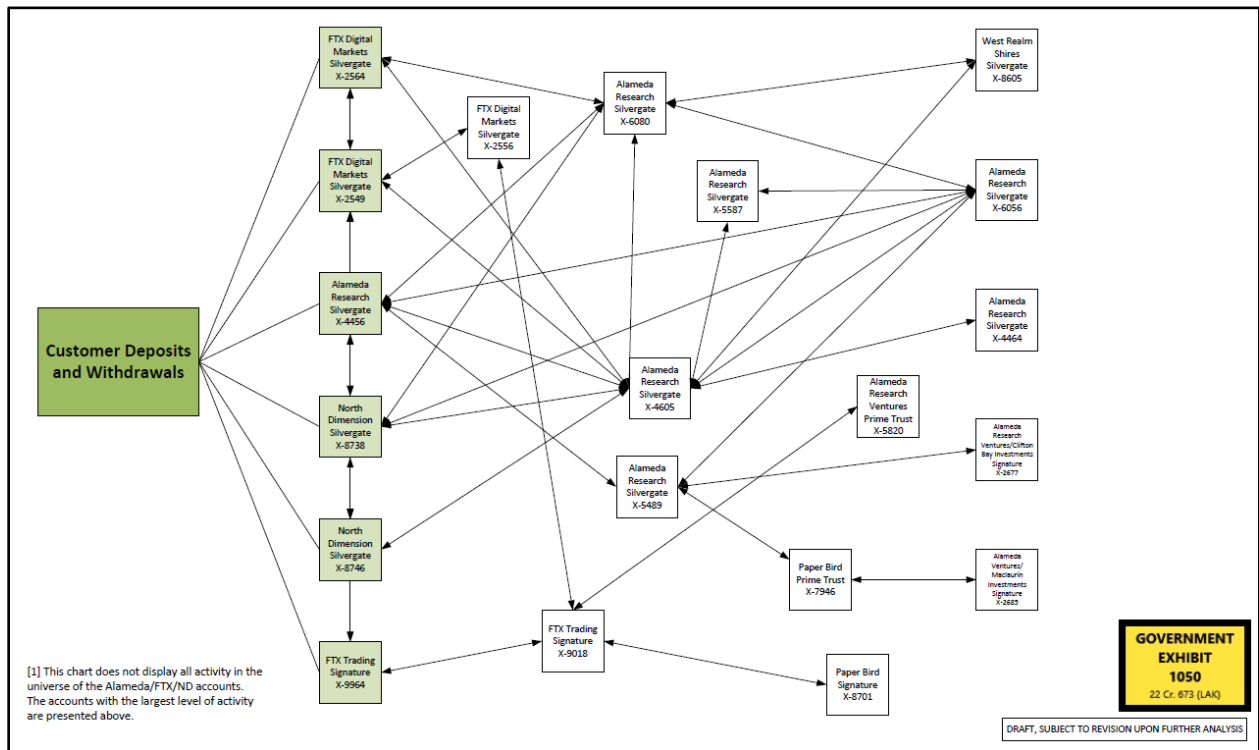 FTX Digital
Markets
Silvergate
X-2564
FTX Digital
Markets
Silvergate
X-2556
Alameda
Research
Silvergate
X-6080
West Realm
Shires
Silvergate
X-8605
FTX Digital
Markets
Silvergate
X-2549
Alameda
Research
Silvergate
X-5587
Alameda
Research
Silvergate
X-6056
Customer Deposits
and Withdrawals
Alameda
Research
Silvergate
X-4456
Alameda
Research
Silvergate
X-4464
Alameda
Research
Silvergate
X-4605
Alameda
Research
Ventures
Prime Trust
X-5820
North
Dimension
Silvergate
X-8738
Alameda
Research
Silvergate
X-5489
Alameda
Research
Ventures/Clifton
Bay Investments
Signature
X-2677
North
Dimension
Silvergate
X-8746
Paper Bird
Prime Trust
X-7946
Alameda
Ventures/
Maclaurin
Investments
Signature
X-2685
FTX Trading
Signature
X-9964
FTX Trading
Signature
X-9018
Paper Bird
Signature
X-8701
[1] This chart does not display all activity in the
universe of the Alameda/FTX/ND accounts.
The accounts with the largest level of activity
are presented above.
GOVERNMENT
EXHIBIT
1050
22 Cr. 673 (LAK)
DRAFT, SUBJECT TO REVISION UPON FURTHER ANALYSIS